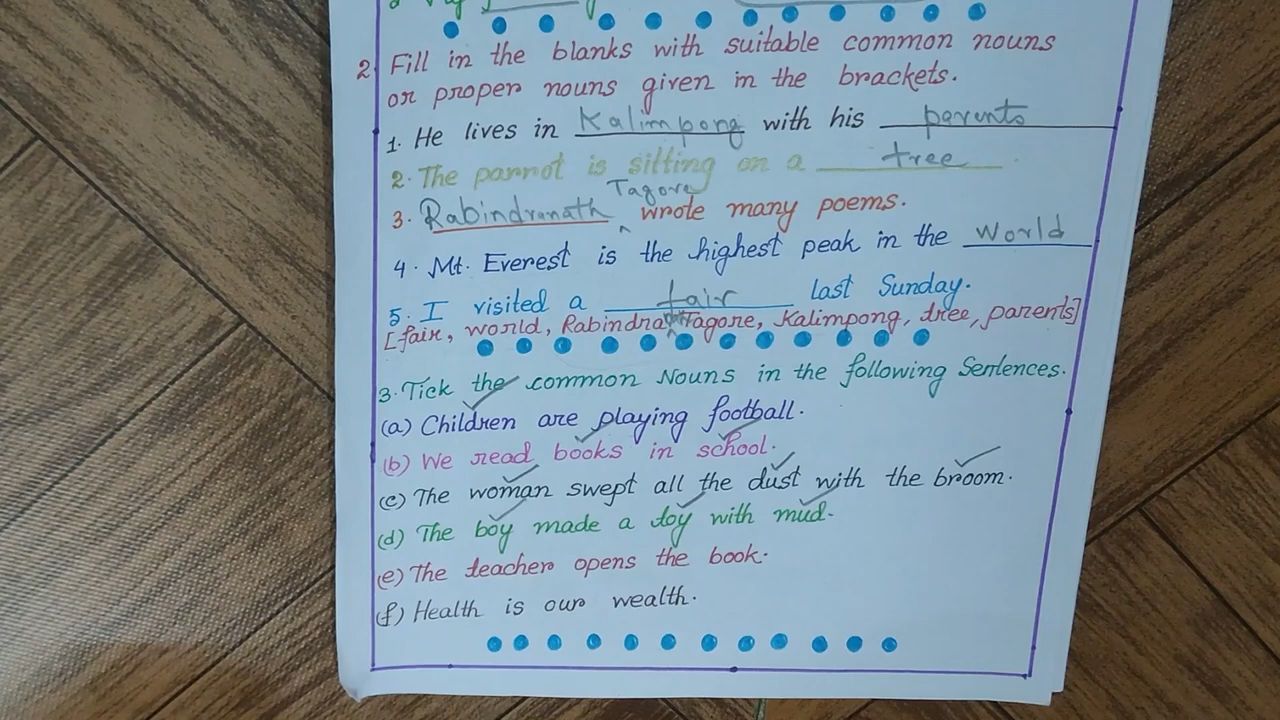 2. Fill in the blanks with suitable common nouns
or proper nouns given in the brackets.
1. He lives in Kalimpong with his parents
2. The parrot is sitting on a tree.
3. Rabindranath Tagore wrote many poems.
4. Mt. Everest is the highest peak in the World
5. I visited a fair last Sunday.
[fair, world, Rabindra Tagore, Kalimpong, tree, parents]
3. Tick the common Nouns in the following Sentences.
(a) Children are playing football.
(b) We read books in school.
(c) The woman swept all the dust with the broom.
(d) The boy made a toy with mud.
(e) The teacher opens the book.
(f) Health is our wealth.